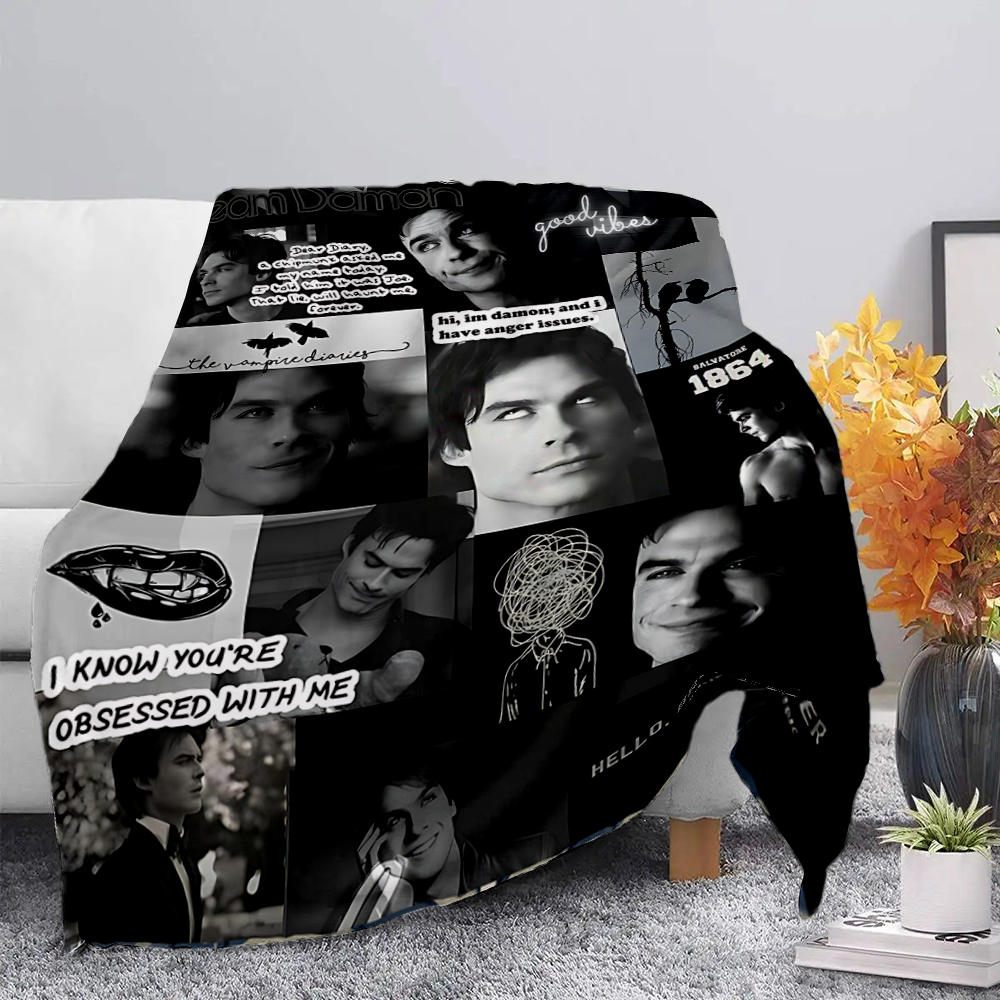 eam Damon
good
vibes
Dear Diary,
a chipmunk asked me
my name today.
I told him it was Joe.
That lie will haunt me
forever.
hi, im damon; and i
have anger issues.
the vampire diaries
SALVATORE
1864
I KNOW YOU'RE
OBSESSED WITH ME
HELLO.